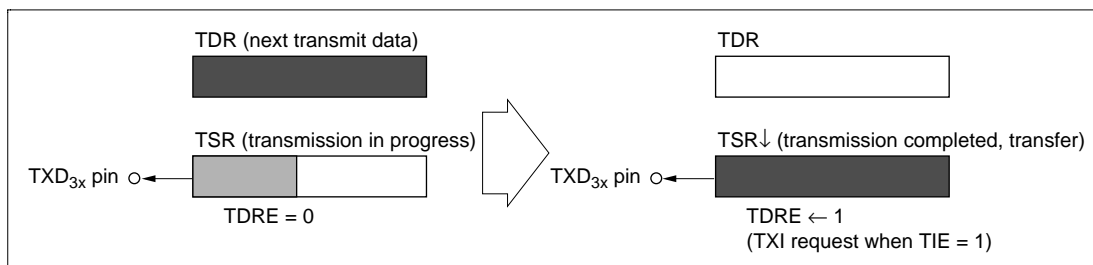 TDR (next transmit data)
TSR (transmission in progress)
TXD3x pin
TDRE = 0
TDR
TSR↓ (transmission completed, transfer)
TXD3x pin
TDRE ← 1
(TXI request when TIE = 1)